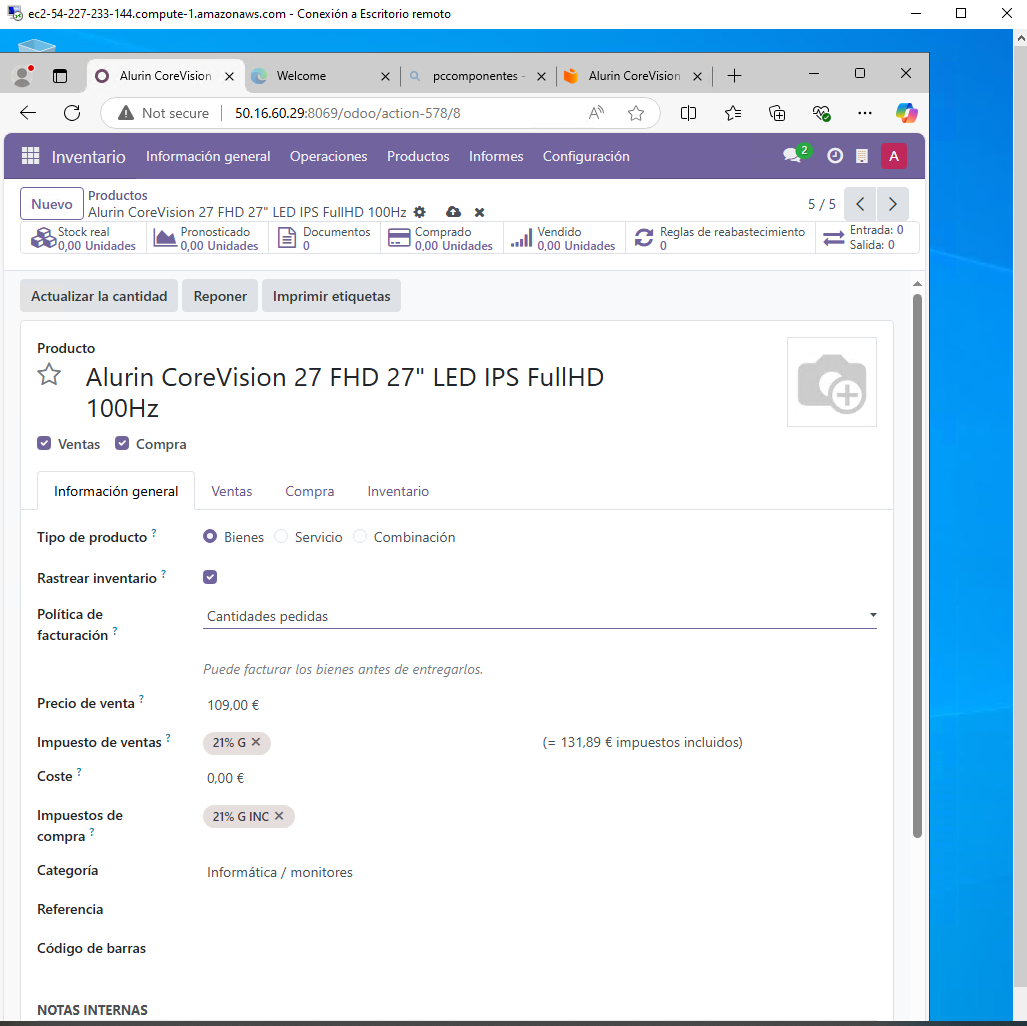 ec2-54-227-233-144.compute-1.amazonaws.com - Conexión a Escritorio remoto
Alurin CoreVision
Welcome
pccomponentes -
Alurin CoreVision
Not secure
50.16.60.29:8069/odoo/action-578/8
Inventario
Información general
Operaciones
Productos
Informes
Configuración
2
A
Nuevo
Productos
Alurin CoreVision 27 FHD 27" LED IPS FullHD 100Hz
5 / 5
Stock real
0,00 Unidades
Pronosticado
0,00 Unidades
Documentos
0
Comprado
0,00 Unidades
Vendido
0,00 Unidades
Reglas de reabastecimiento
0
Entrada: 0
Salida: 0
Actualizar la cantidad
Reponer
Imprimir etiquetas
Producto
Alurin CoreVision 27 FHD 27" LED IPS FullHD
100Hz
Ventas
Compra
Información general
Ventas
Compra
Inventario
Tipo de producto ?
Bienes
Servicio
Combinación
Rastrear inventario ?
Política de
facturación ?
Cantidades pedidas
Puede facturar los bienes antes de entregarlos.
Precio de venta ?
109,00 €
Impuesto de ventas ?
21% G
(= 131,89 € impuestos incluidos)
Coste ?
0,00 €
Impuestos de
compra ?
21% G INC
Categoría
Informática / monitores
Referencia
Código de barras
NOTAS INTERNAS